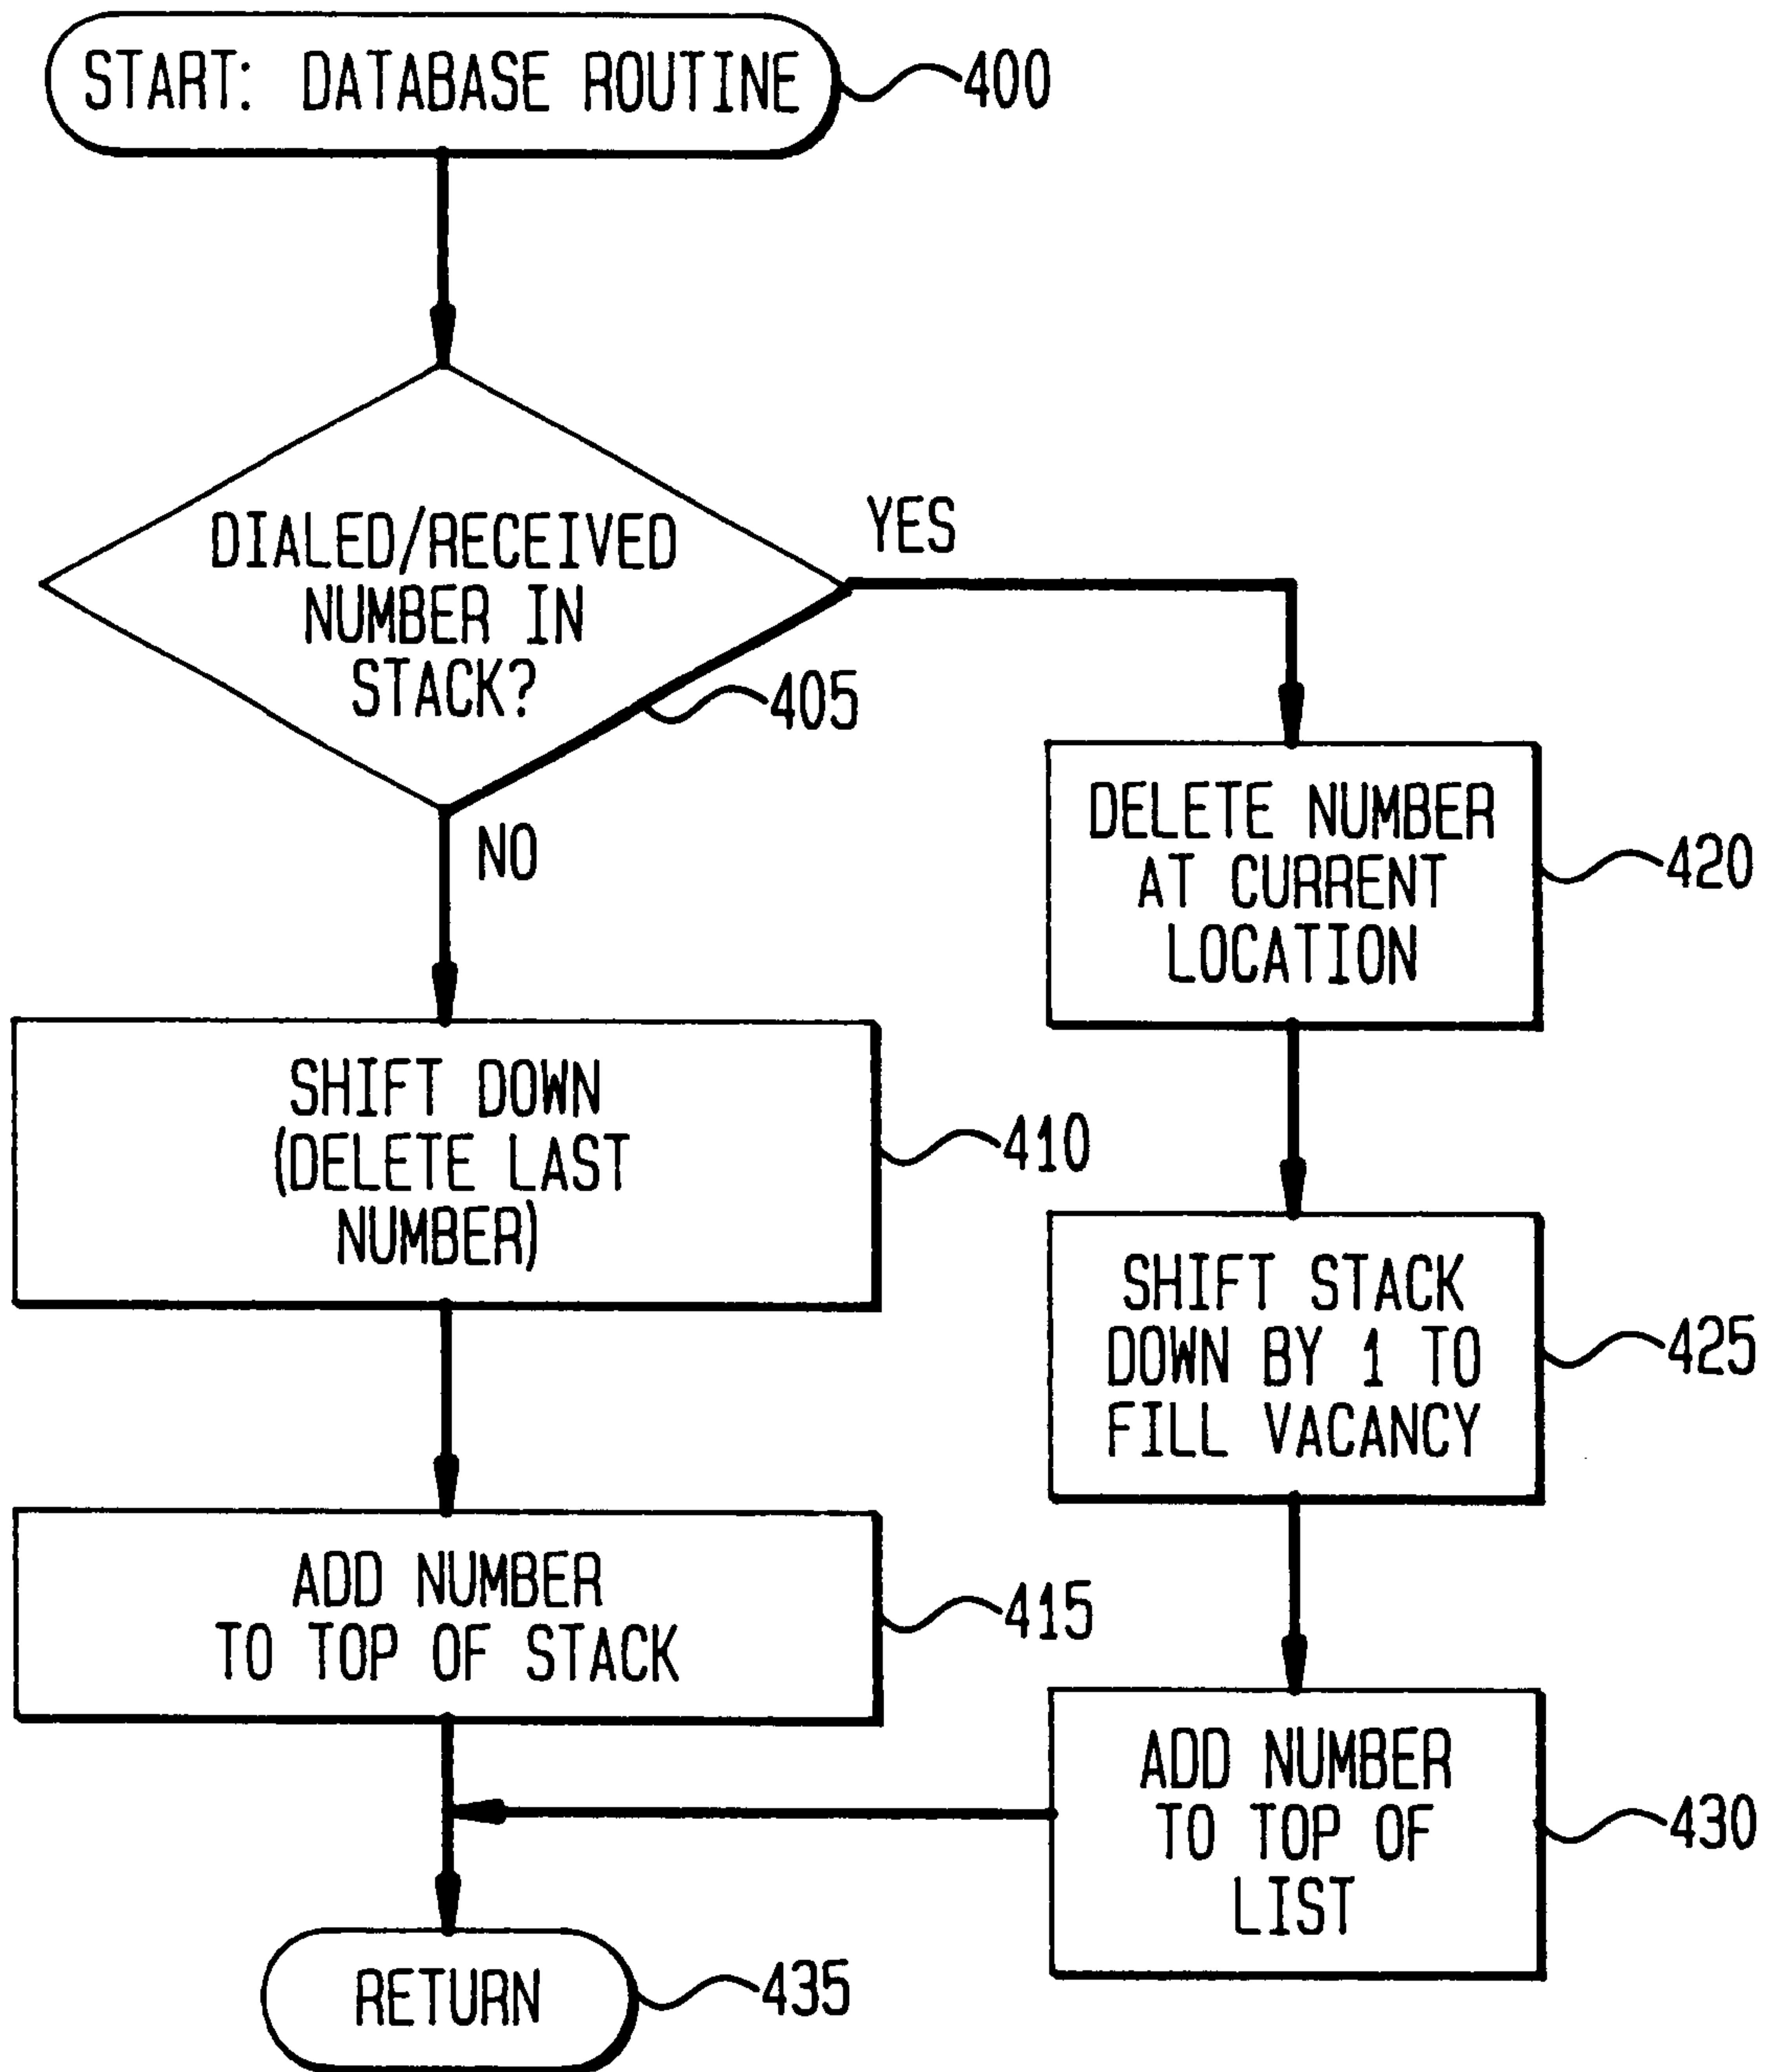 START: DATABASE ROUTINE
400
DIALED/RECEIVED
NUMBER IN
STACK?
405
YES
NO
SHIFT DOWN
(DELETE LAST
NUMBER)
410
ADD NUMBER
TO TOP OF STACK
415
DELETE NUMBER
AT CURRENT
LOCATION
420
SHIFT STACK
DOWN BY 1 TO
FILL VACANCY
425
ADD NUMBER
TO TOP OF
LIST
430
RETURN
435